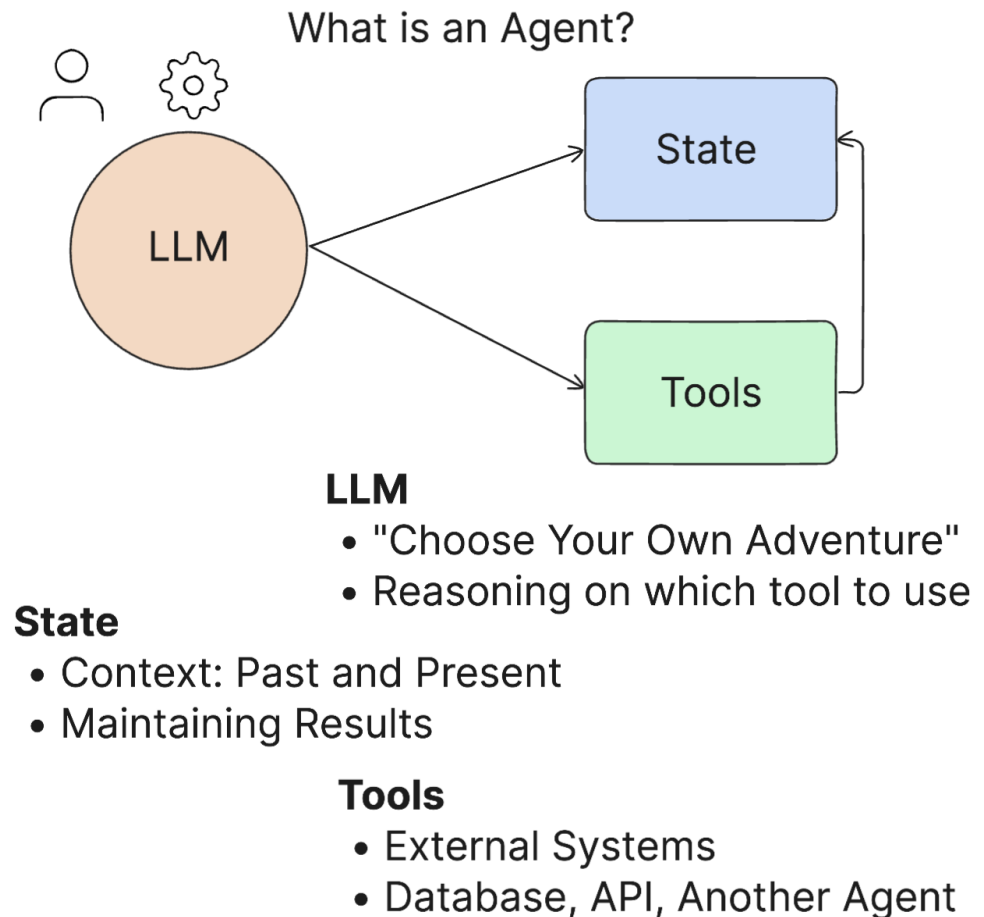 What is an Agent?
LLM
State
Tools
LLM
• "Choose Your Own Adventure"
• Reasoning on which tool to use
State
• Context: Past and Present
• Maintaining Results
Tools
• External Systems
• Database, API, Another Agent